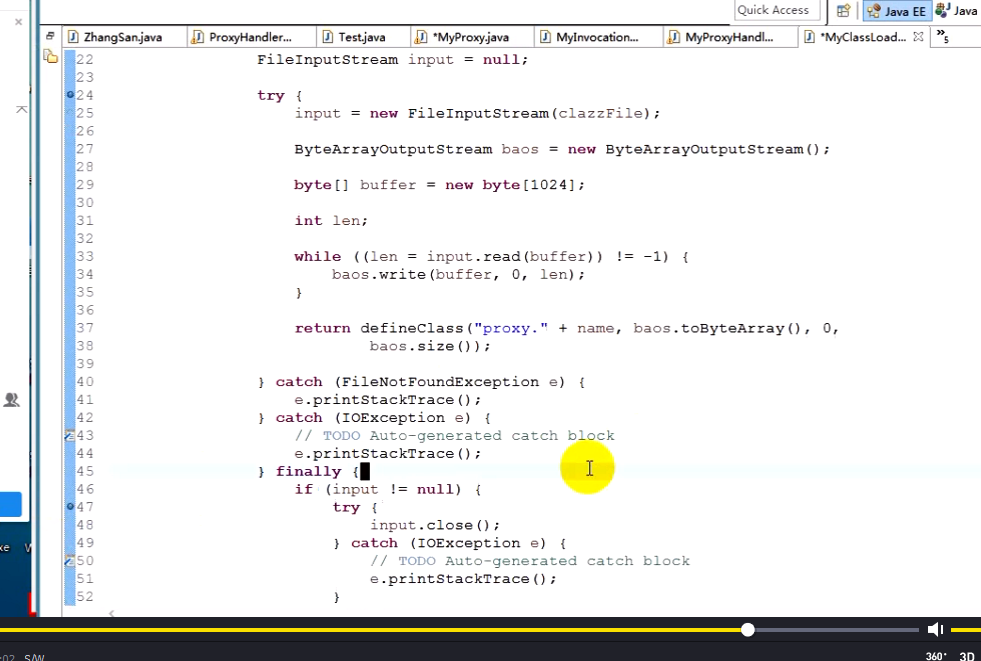 Quick Access
Java EE
Java
ZhangSan.java
ProxyHandler...
Test.java
*MyProxy.java
MyInvocation...
MyProxyHandl...
*MyClassLoad...
»5
22 FileInputStream input = null;
23
24 try {
25 input = new FileInputStream(clazzFile);
26
27 ByteArrayOutputStream baos = new ByteArrayOutputStream();
28
29 byte[] buffer = new byte[1024];
30
31 int len;
32
33 while ((len = input.read(buffer)) != -1) {
34 baos.write(buffer, 0, len);
35 }
36
37 return defineClass("proxy." + name, baos.toByteArray(), 0,
38 baos.size());
39
40 } catch (FileNotFoundException e) {
41 e.printStackTrace();
42 } catch (IOException e) {
43 // TODO Auto-generated catch block
44 e.printStackTrace();
45 } finally {
46 if (input != null) {
47 try {
48 input.close();
49 } catch (IOException e) {
50 // TODO Auto-generated catch block
51 e.printStackTrace();
52 }
:02 S/W
360°
3D